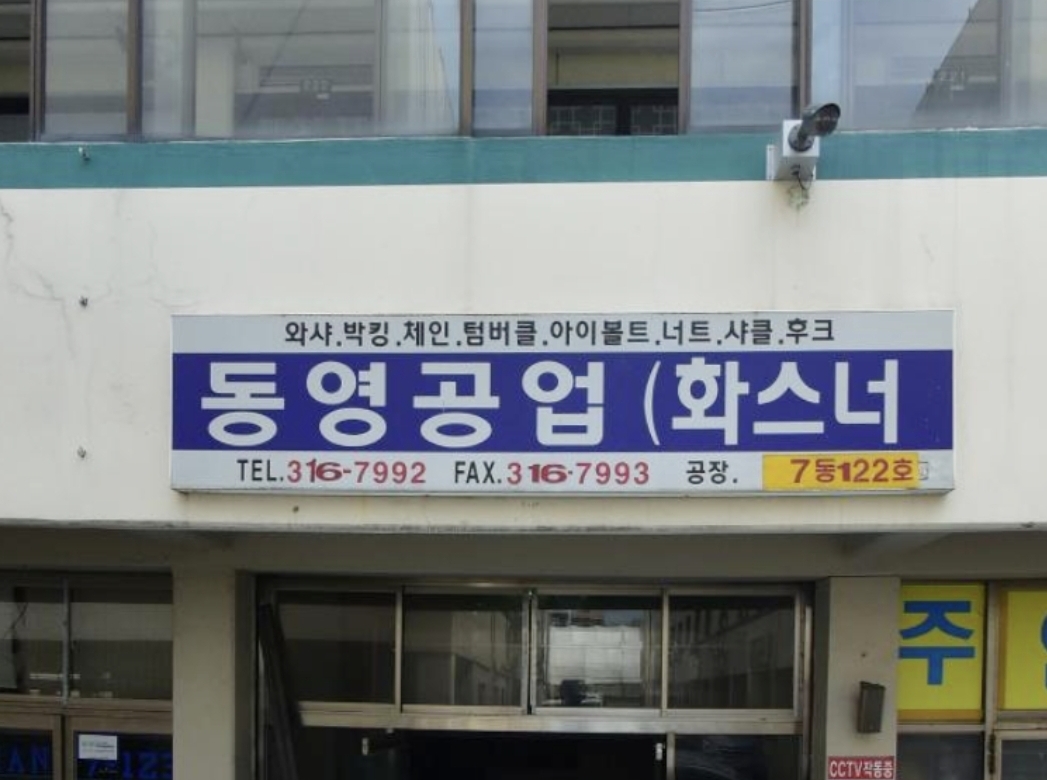 와샤.박킹.체인.텀버클.아이볼트.너트.샤클.후크
동영공업 (화스너
TEL.316-7992 FAX.316-7993 공장. 7동122호
주
CCTV작동중